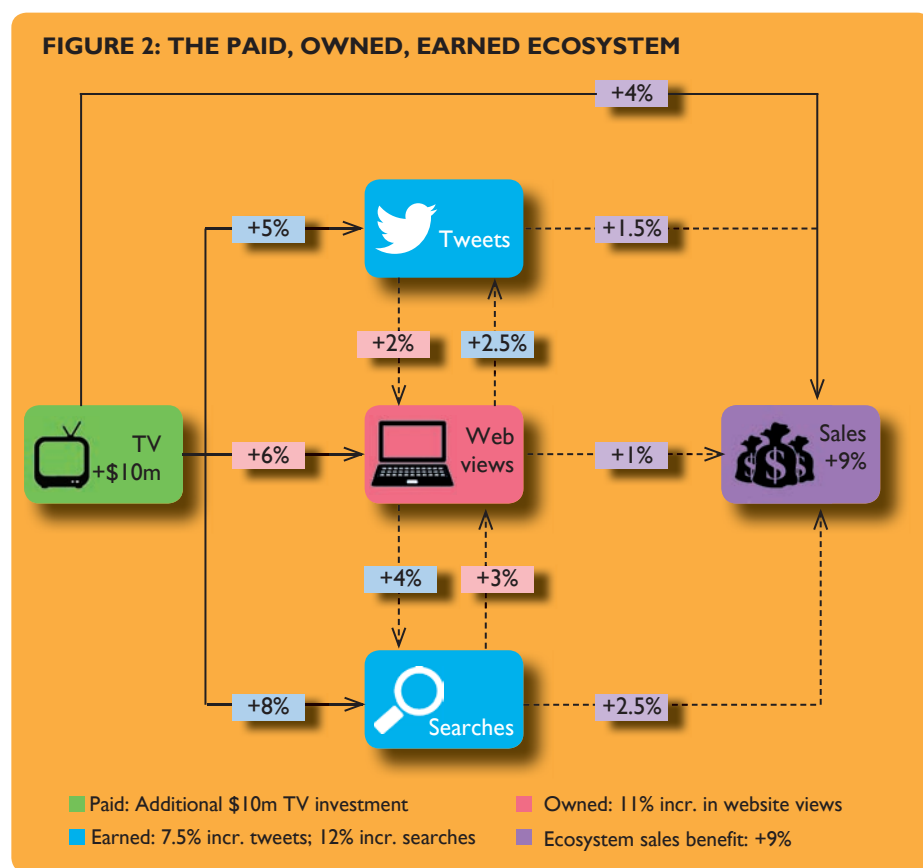 FIGURE 2: THE PAID, OWNED, EARNED ECOSYSTEM
+4%
+5%
Tweets
+1.5%
+2%
+2.5%
TV
+$10m
+6%
Web
views
+1%
Sales
+9%
$ $ $
+4%
+3%
+8%
Searches
+2.5%
Paid: Additional $10m TV investment
Owned: 11% incr. in website views
Earned: 7.5% incr. tweets; 12% incr. searches
Ecosystem sales benefit: +9%